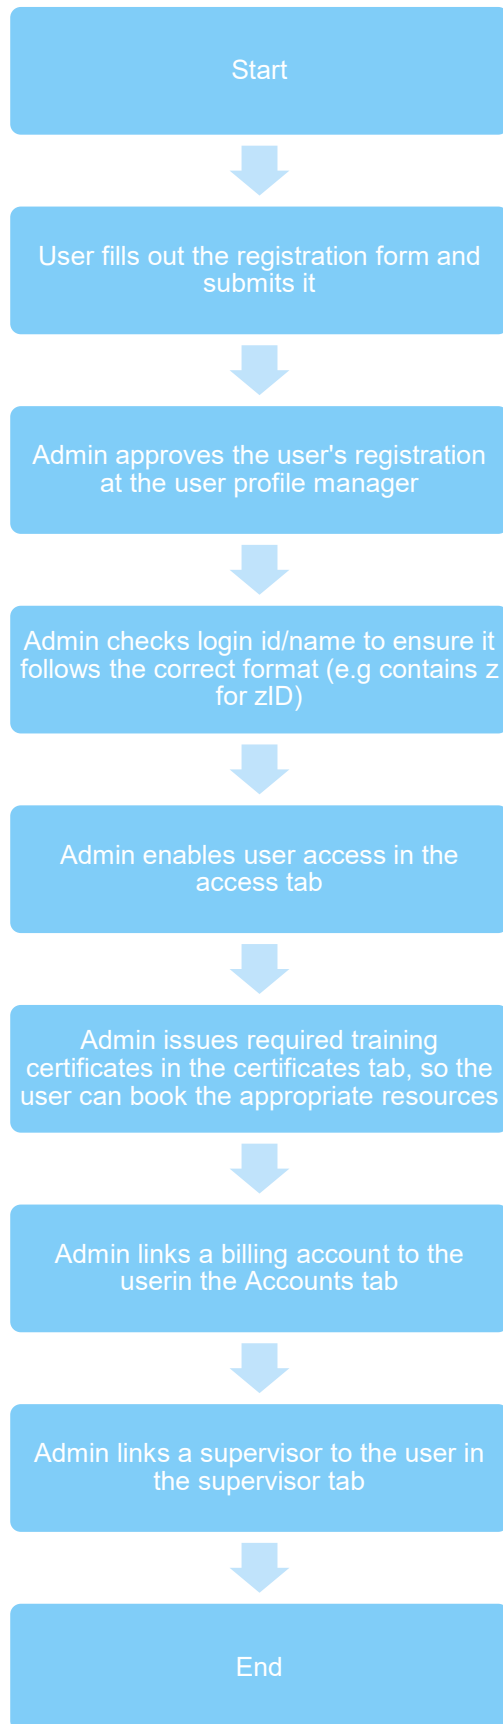 Start
User fills out the registration form and
submits it
Admin approves the user's registration
at the user profile manager
Admin checks login id/name to ensure it
follows the correct format (e.g contains z
for zID)
Admin enables user access in the
access tab
Admin issues required training
certificates in the certificates tab, so the
user can book the appropriate resources
Admin links a billing account to the
userin the Accounts tab
Admin links a supervisor to the user in
the supervisor tab
End